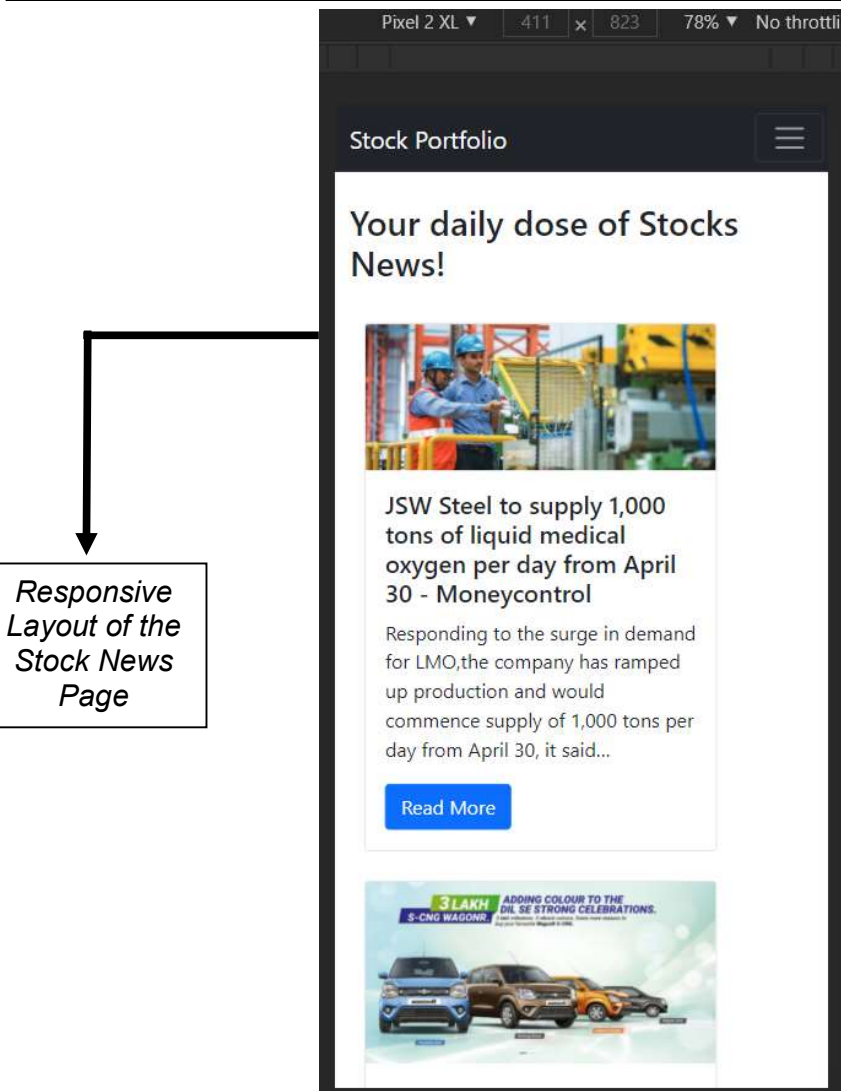 Pixel 2 XL ▼ 411 × 823 78% ▼ No throttli
Stock Portfolio
Your daily dose of Stocks
News!
JSW Steel to supply 1,000
tons of liquid medical
oxygen per day from April
30 - Moneycontrol
Responding to the surge in demand
for LMO,the company has ramped
up production and would
commence supply of 1,000 tons per
day from April 30, it said...
Read More
3 LAKH
S-CNG WAGONR.
ADDING COLOUR TO THE
DIL SE STRONG CELEBRATIONS.
Responsive
Layout of the
Stock News
Page